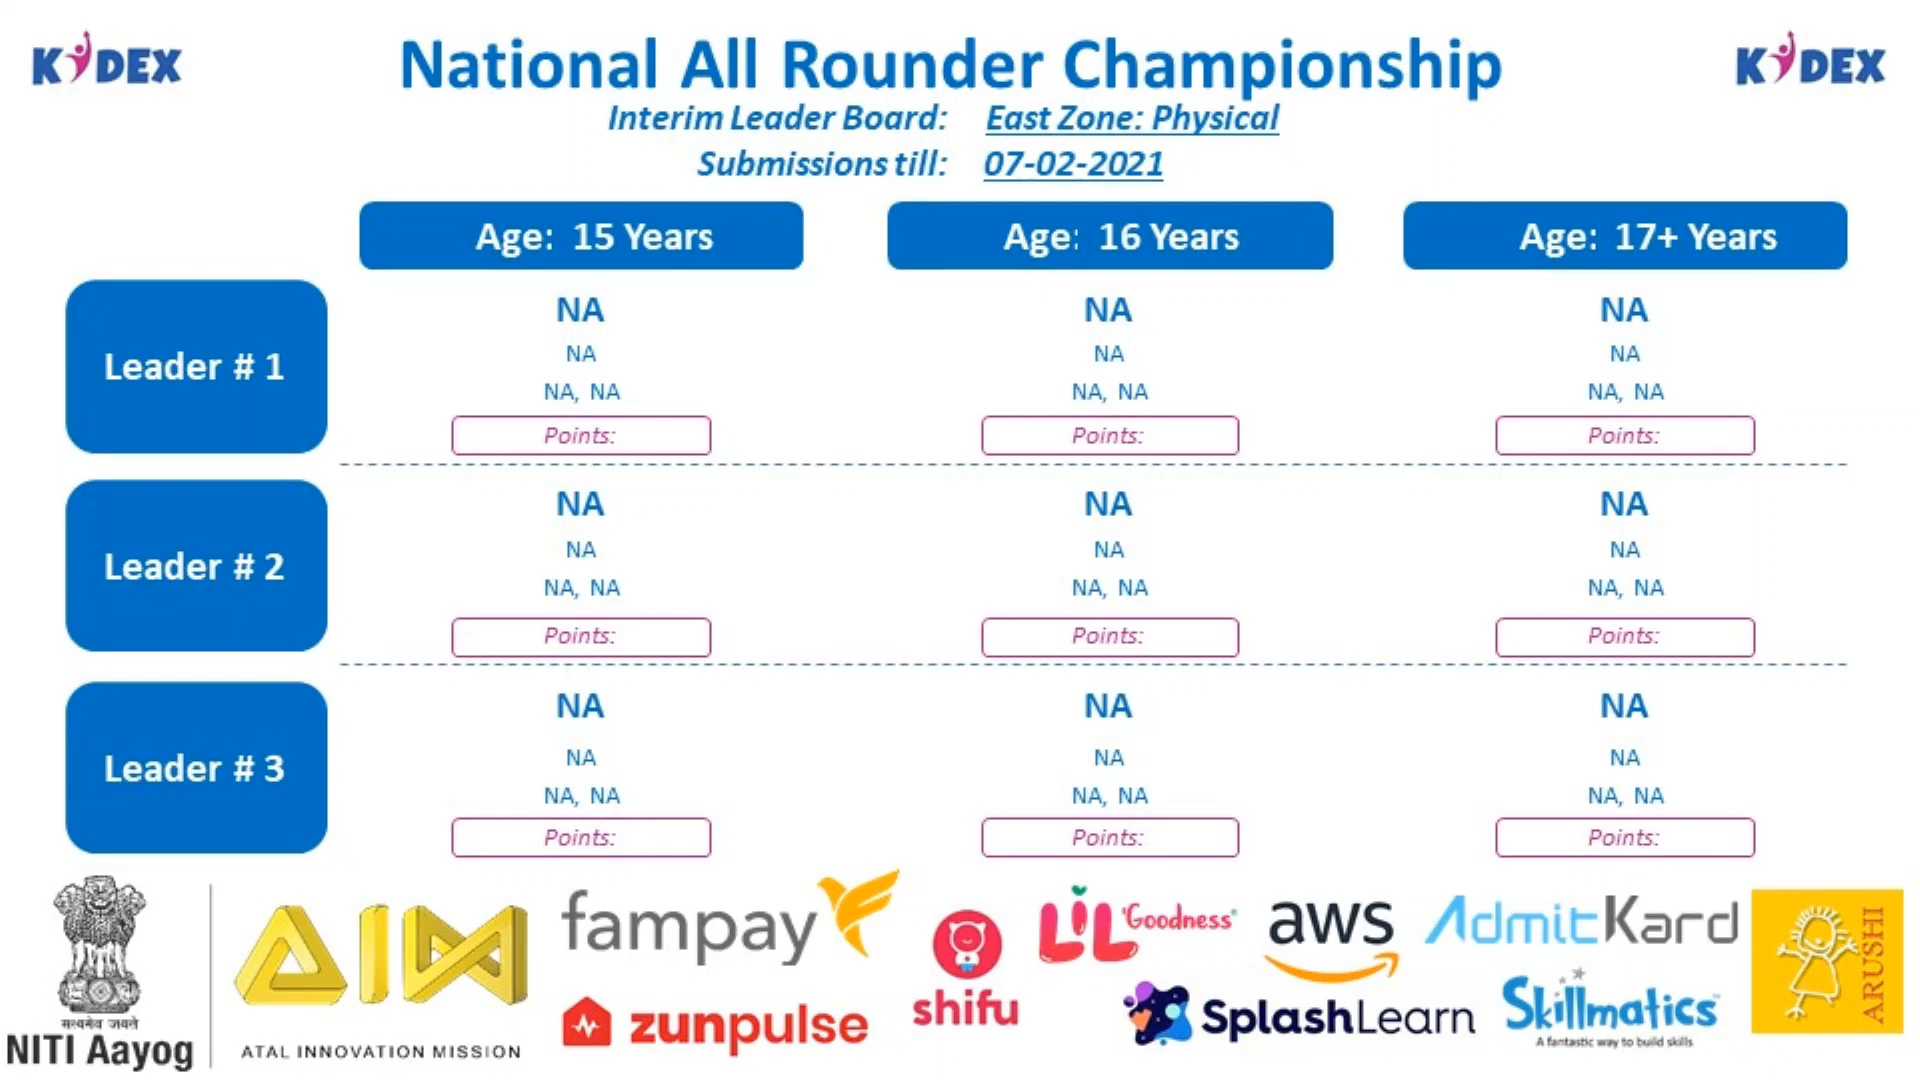 KIDEX
National All Rounder Championship
KIDEX
Interim Leader Board: East Zone: Physical
Submissions till: 07-02-2021
Age: 15 Years
Age: 16 Years
Age: 17+ Years
Leader # 1
NA
NA
NA
NA
NA
NA
NA, NA
NA, NA
NA, NA
Points:
Points:
Points:
Leader # 2
NA
NA
NA
NA
NA
NA
NA, NA
NA, NA
NA, NA
Points:
Points:
Points:
Leader # 3
NA
NA
NA
NA
NA
NA
NA, NA
NA, NA
NA, NA
Points:
Points:
Points:
सत्यमेव जयते
NITI Aayog
AIM
ATAL INNOVATION MISSION
fampay
zunpulse
shifu
LIL 'Goodness'
aws
AdmitKard
SplashLearn
Skillmatics
A fantastic way to build skills
ARUSHI